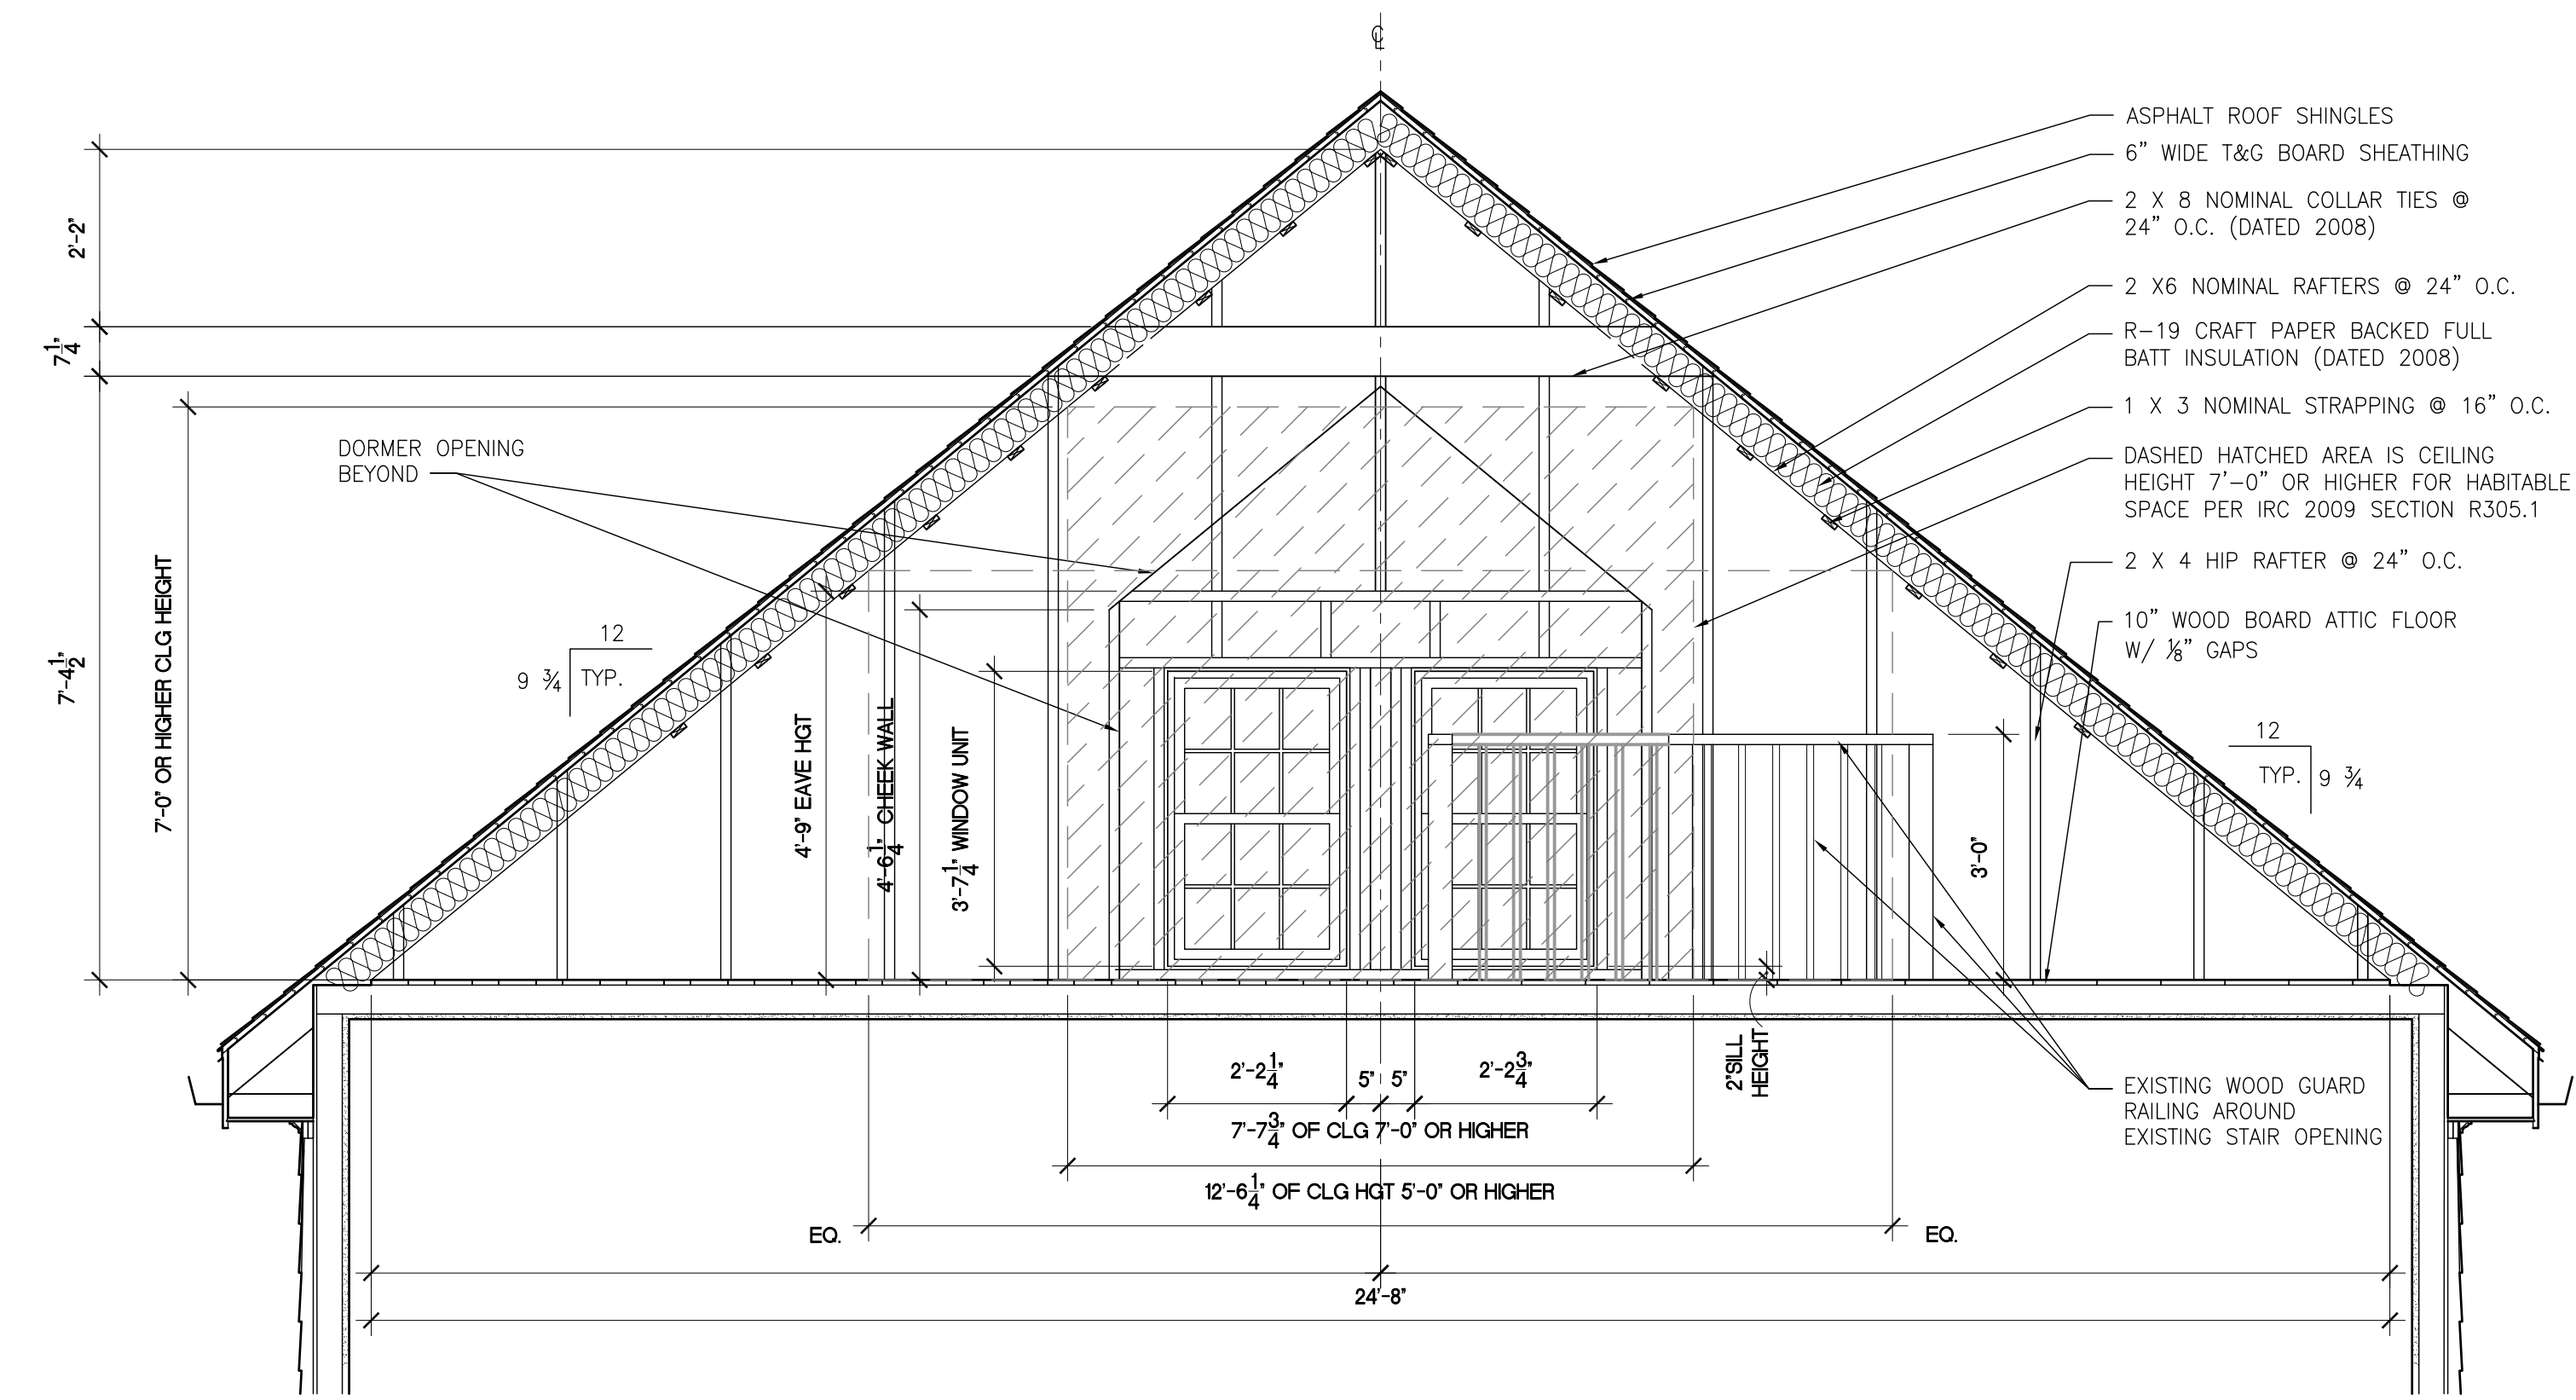 ℄
ASPHALT ROOF SHINGLES
6" WIDE T&G BOARD SHEATHING
2 X 8 NOMINAL COLLAR TIES @
24" O.C. (DATED 2008)
2 X6 NOMINAL RAFTERS @ 24" O.C.
R-19 CRAFT PAPER BACKED FULL
BATT INSULATION (DATED 2008)
1 X 3 NOMINAL STRAPPING @ 16" O.C.
DASHED HATCHED AREA IS CEILING
HEIGHT 7'-0" OR HIGHER FOR HABITABLE
SPACE PER IRC 2009 SECTION R305.1
2 X 4 HIP RAFTER @ 24" O.C.
10" WOOD BOARD ATTIC FLOOR
W/ ⅛" GAPS
2'-2"
7 1/4"
7'-4 1/2"
7'-0" OR HIGHER CLG HEIGHT
DORMER OPENING
BEYOND
12
9 ¾ TYP.
4'-9" EAVE HGT
4'-6 1/4" CHEEK WALL
3'-7 1/4" WINDOW UNIT
3'-0"
12
TYP. 9 ¾
2'-2 1/4"
5" 5"
2'-2 3/4"
2"SILL
HEIGHT
7'-7 3/4" OF CLG 7'-0" OR HIGHER
12'-6 1/4" OF CLG HGT 5'-0" OR HIGHER
EQ.
EQ.
24'-8"
EXISTING WOOD GUARD
RAILING AROUND
EXISTING STAIR OPENING